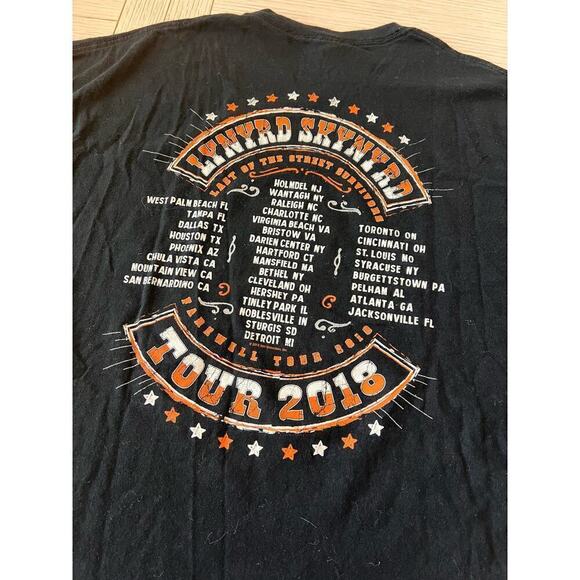 LYNYRD SKYNYRD
LAST OF THE STREET SURVIVORS
WEST PALM BEACH FL
TAMPA FL
DALLAS TX
HOUSTON TX
PHOENIX AZ
CHULA VISTA CA
MOUNTAIN VIEW CA
SAN BERNARDINO CA
HOLMDEL NJ
WANTAGH NY
RALEIGH NC
CHARLOTTE NC
VIRGINIA BEACH VA
BRISTOW VA
DARIEN CENTER NY
HARTFORD CT
MANSFIELD MA
BETHEL NY
CLEVELAND OH
HERSHEY PA
TINLEY PARK IL
NOBLESVILLE IN
STURGIS SD
DETROIT MI
TORONTO ON
CINCINNATI OH
ST. LOUIS MO
SYRACUSE NY
BURGETTSTOWN PA
PELHAM AL
ATLANTA GA
JACKSONVILLE FL
FAREWELL TOUR 2018
TOUR 2018